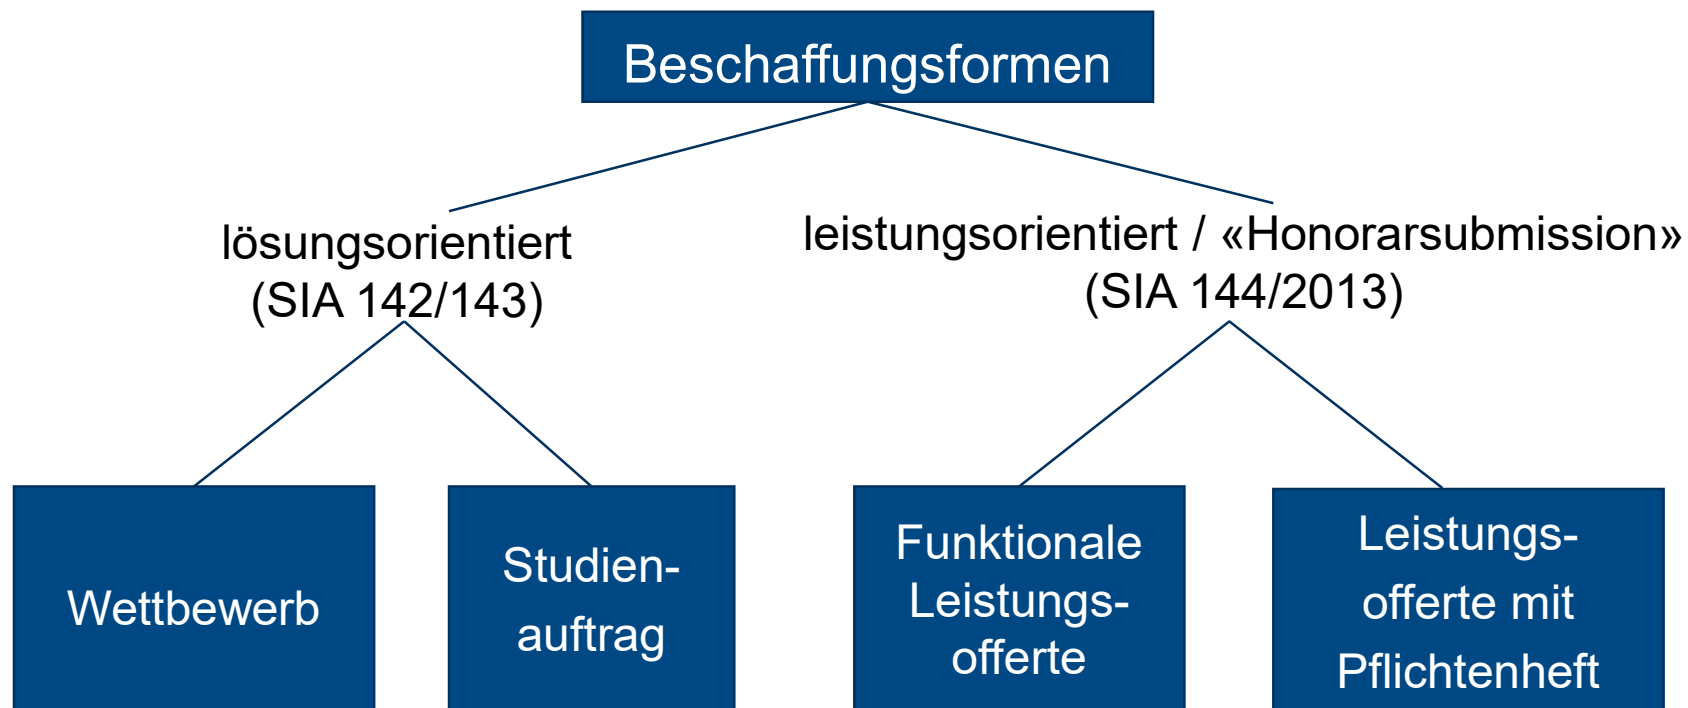 Beschaffungsformen
lösungsorientiert
(SIA 142/143)
leistungsorientiert / «Honorarsubmission»
(SIA 144/2013)
Wettbewerb
Studien-
auftrag
Funktionale
Leistungs-
offerte
Leistungs-
offerte mit
Pflichtenheft